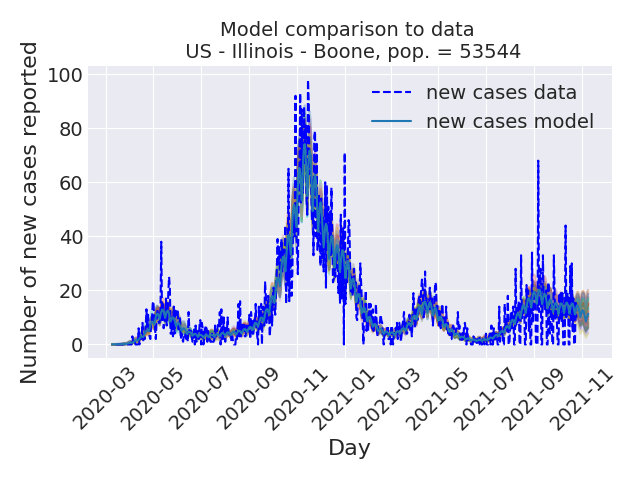 Model comparison to data
US - Illinois - Boone, pop. = 53544
Number of new cases reported
100
80
60
40
20
0
new cases data
new cases model
2020-03
2020-05
2020-07
2020-09
2020-11
2021-01
2021-03
2021-05
2021-07
2021-09
2021-11
Day